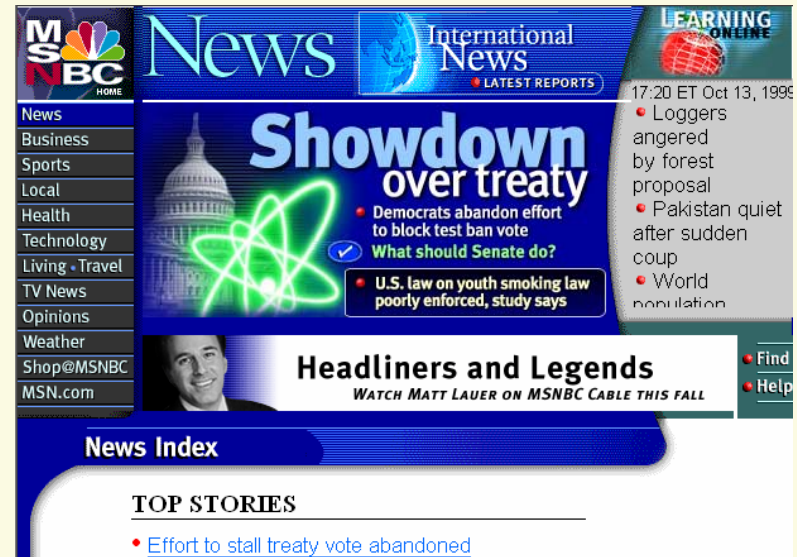 MSNBC
HOME
News
International
News
LATEST REPORTS
LEARNING
ONLINE
17:20 ET Oct 13, 1999
News
Business
Sports
Local
Health
Technology
Living • Travel
TV News
Opinions
Weather
Shop@MSNBC
MSN.com
Showdown
over treaty
Democrats abandon effort
to block test ban vote
What should Senate do?
U.S. law on youth smoking law
poorly enforced, study says
Loggers
angered
by forest
proposal
Pakistan quiet
after sudden
coup
World
population
Headliners and Legends
WATCH MATT LAUER ON MSNBC CABLE THIS FALL
Find
Help
News Index
TOP STORIES
Effort to stall treaty vote abandoned